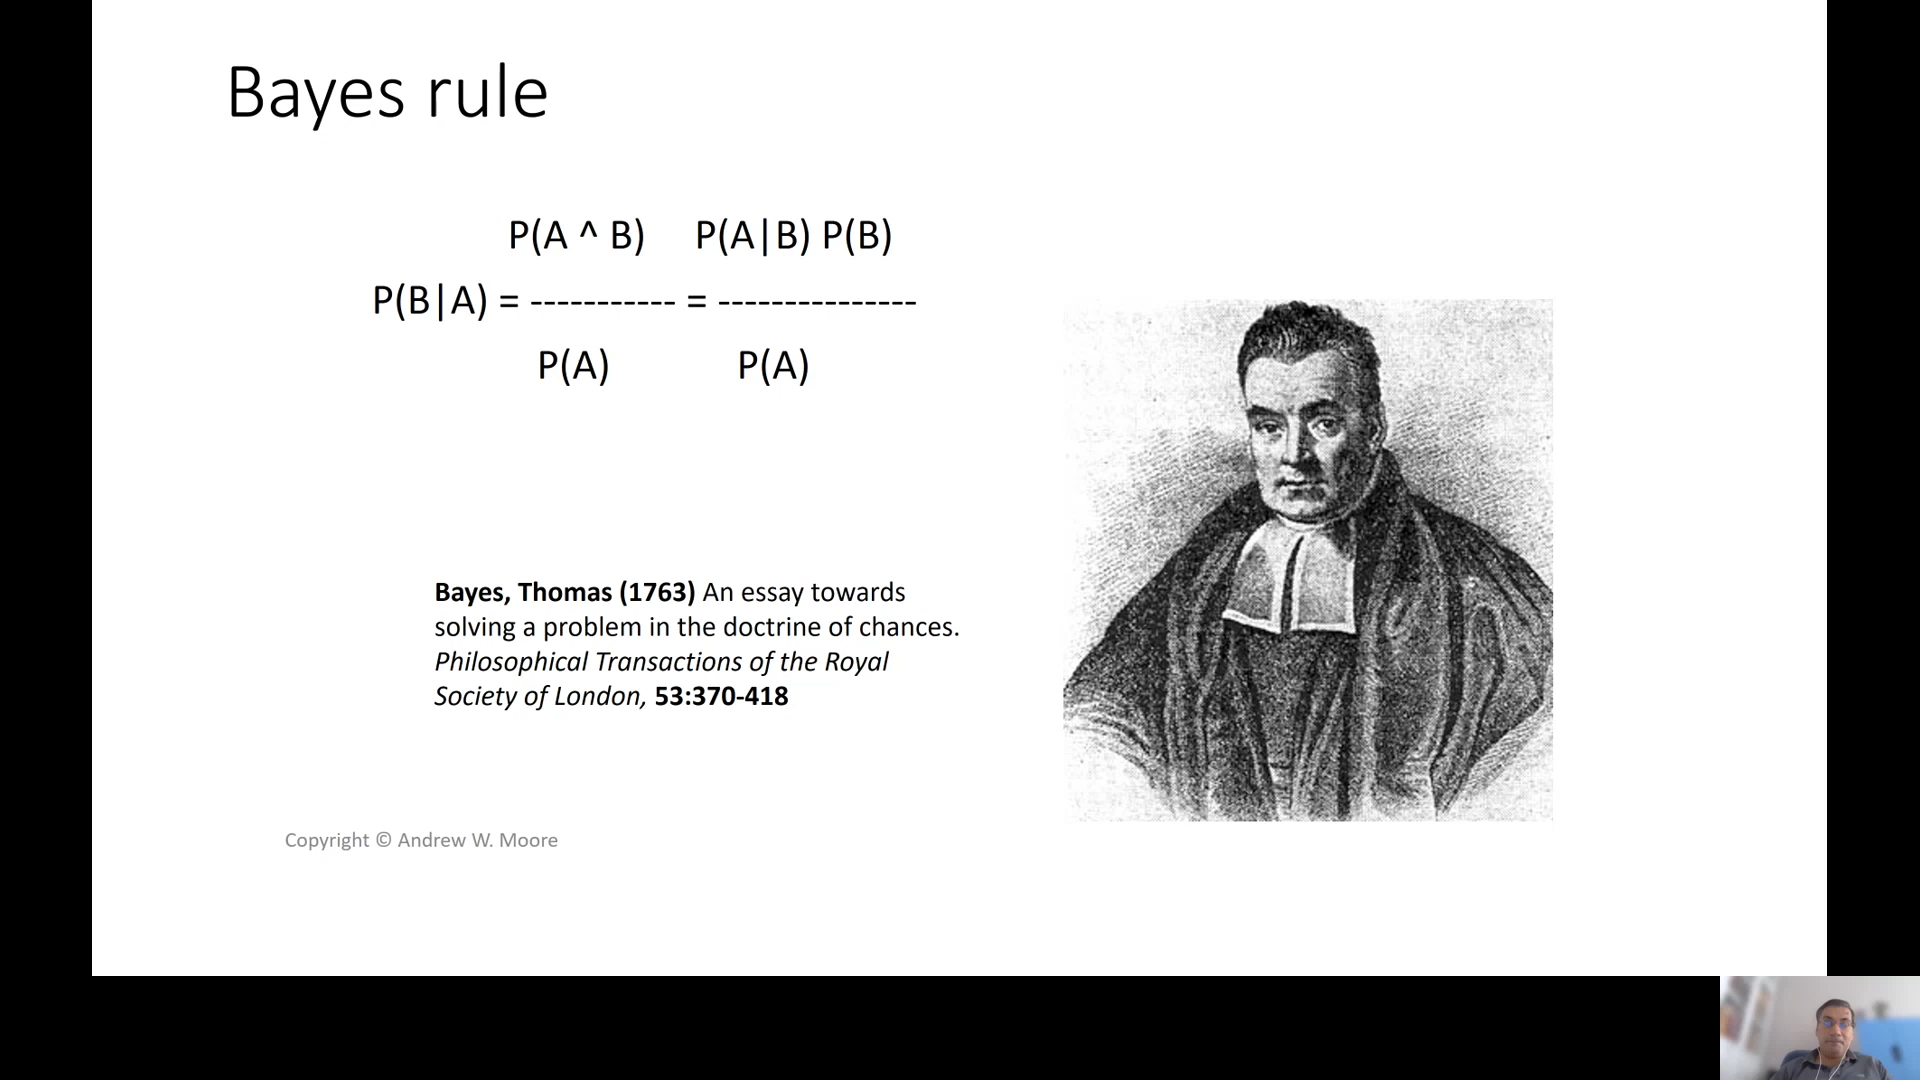 Bayes rule
P(A ^ B) P(A|B) P(B)
P(B|A) = ----------- = ---------------
P(A) P(A)
Bayes, Thomas (1763) An essay towards
solving a problem in the doctrine of chances.
Philosophical Transactions of the Royal
Society of London, 53:370-418
Copyright © Andrew W. Moore